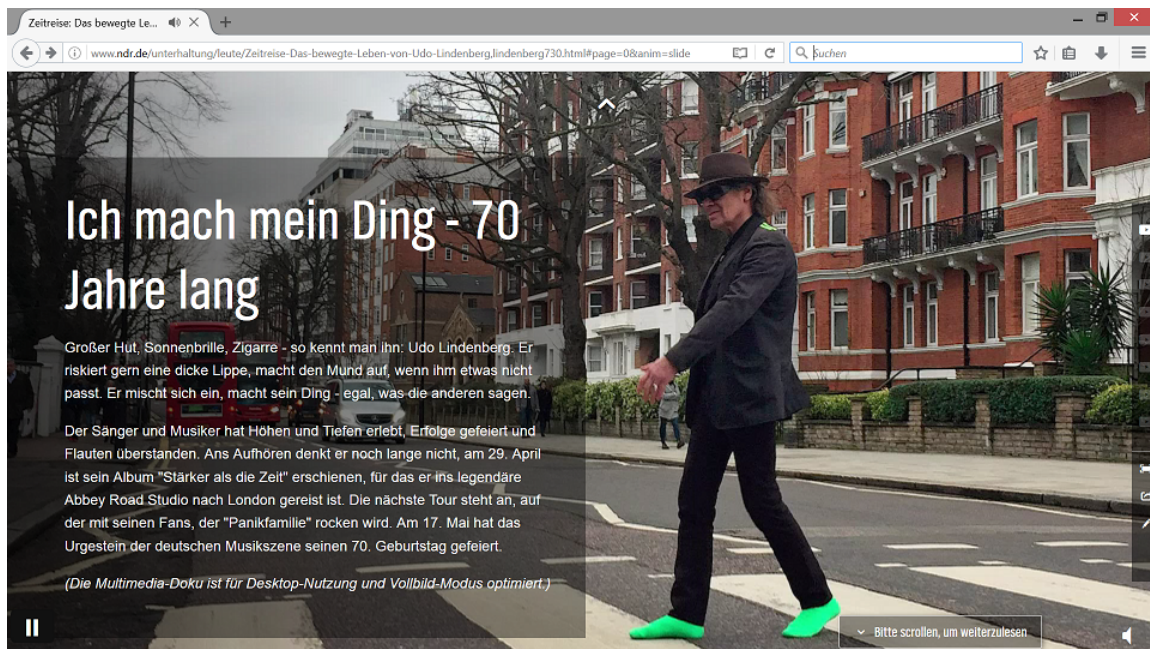 Zeitreise: Das bewegte Le...
www.ndr.de/unterhaltung/leute/Zeitreise-Das-bewegte-Leben-von-Udo-Lindenberg,lindenberg730.html#page=0&anim=slide
Suchen
Ich mach mein Ding - 70
Jahre lang
Großer Hut, Sonnenbrille, Zigarre - so kennt man ihn: Udo Lindenberg. Er
riskiert gern eine dicke Lippe, macht den Mund auf, wenn ihm etwas nicht
passt. Er mischt sich ein, macht sein Ding - egal, was die anderen sagen.
Der Sänger und Musiker hat Höhen und Tiefen erlebt, Erfolge gefeiert und
Flauten überstanden. Ans Aufhören denkt er noch lange nicht, am 29. April
ist sein Album "Stärker als die Zeit" erschienen, für das er ins legendäre
Abbey Road Studio nach London gereist ist. Die nächste Tour steht an, auf
der mit seinen Fans, der "Panikfamilie" rocken wird. Am 17. Mai hat das
Urgestein der deutschen Musikszene seinen 70. Geburtstag gefeiert.
(Die Multimedia-Doku ist für Desktop-Nutzung und Vollbild-Modus optimiert.)
Bitte scrollen, um weiterzulesen